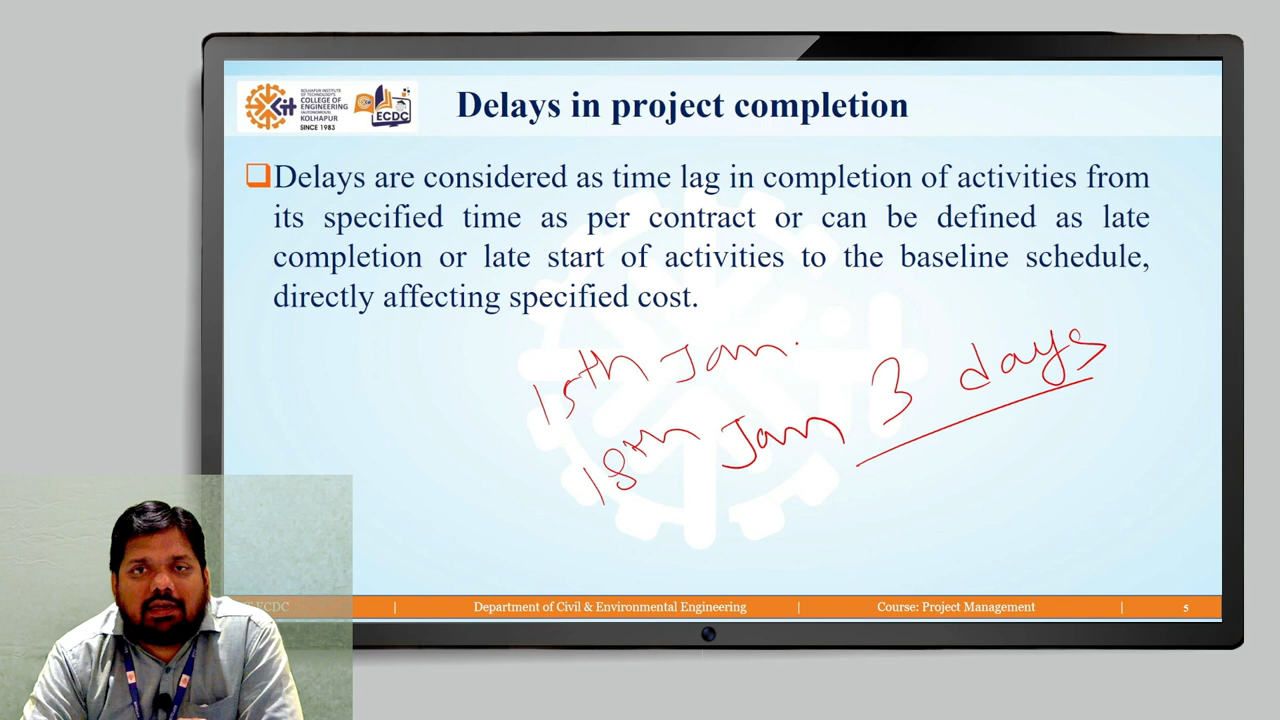 KOLHAPUR INSTITUTE
OF TECHNOLOGY'S
COLLEGE OF
ENGINEERING
(AUTONOMOUS),
KOLHAPUR
SINCE 1983
kit
ECDC
Delays in project completion
Delays are considered as time lag in completion of activities from
its specified time as per contract or can be defined as late
completion or late start of activities to the baseline schedule,
directly affecting specified cost.
15th Jan.
18th Jan 3 days
ECDC | Department of Civil & Environmental Engineering | Course: Project Management | 5